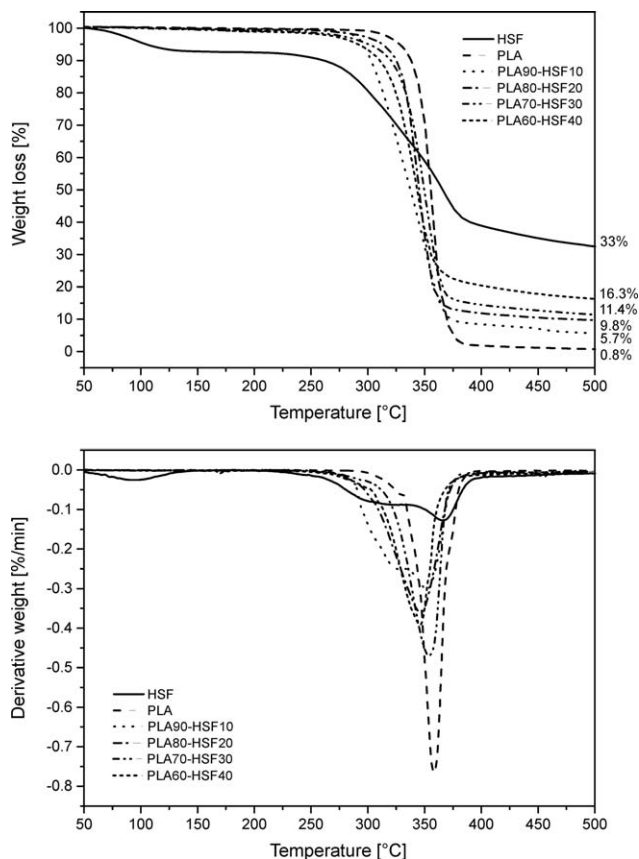 100
90
80
70
60
50
40
30
20
10
0
Weight loss [%]
HSF
PLA
PLA90-HSF10
PLA80-HSF20
PLA70-HSF30
PLA60-HSF40
33%
16.3%
11.4%
9.8%
5.7%
0.8%
50 100 150 200 250 300 350 400 450 500
Temperature [°C]
0.0
-0.1
-0.2
-0.3
-0.4
-0.5
-0.6
-0.7
-0.8
Derivative weight [%/min]
HSF
PLA
PLA90-HSF10
PLA80-HSF20
PLA70-HSF30
PLA60-HSF40
50 100 150 200 250 300 350 400 450 500
Temperature [°C]